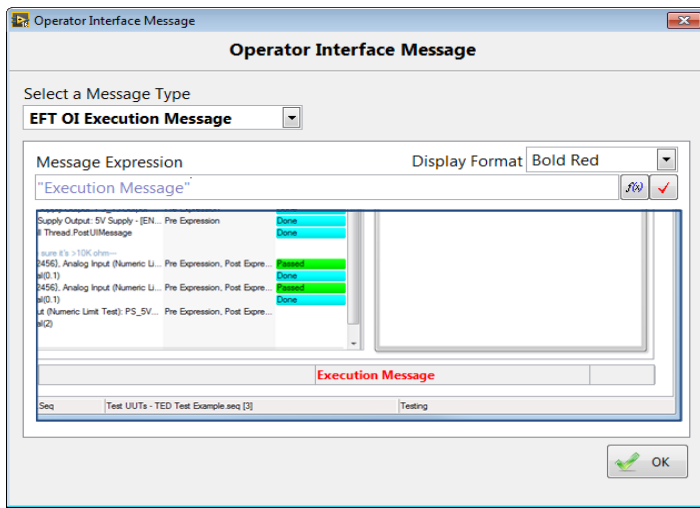 Operator Interface Message
Operator Interface Message
Select a Message Type
EFT OI Execution Message
Message Expression
Display Format Bold Red
"Execution Message"
f(x)
Supply Output: 5V Supply - [EN... Pre Expression Done
ll Thread.PostUIMessage Done
sure it's >10K ohm---
2456), Analog Input (Numeric Li... Pre Expression, Post Expre... Passed
al(0.1) Done
2456), Analog Input (Numeric Li... Pre Expression, Post Expre... Passed
al(0.1) Done
ut (Numeric Limit Test): PS_5V... Pre Expression, Post Expre...
al(2)
Execution Message
Seq Test UUTs - TED Test Example.seq [3] Testing
OK